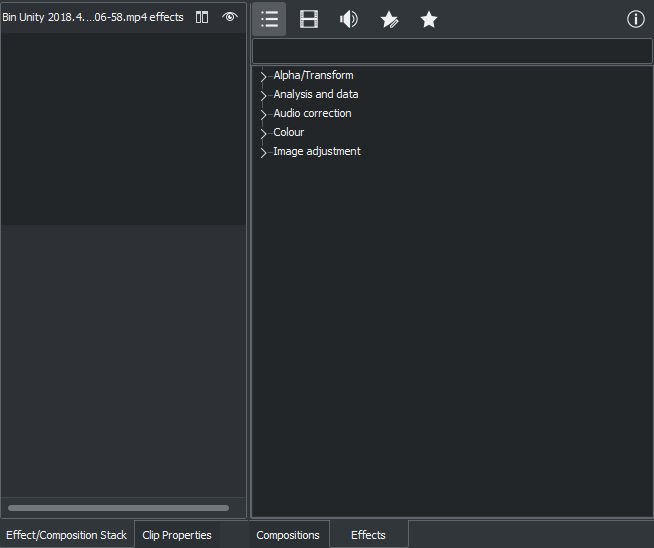 Bin Unity 2018.4....06-58.mp4 effects
Alpha/Transform
Analysis and data
Audio correction
Colour
Image adjustment
Effect/Composition Stack
Clip Properties
Compositions
Effects